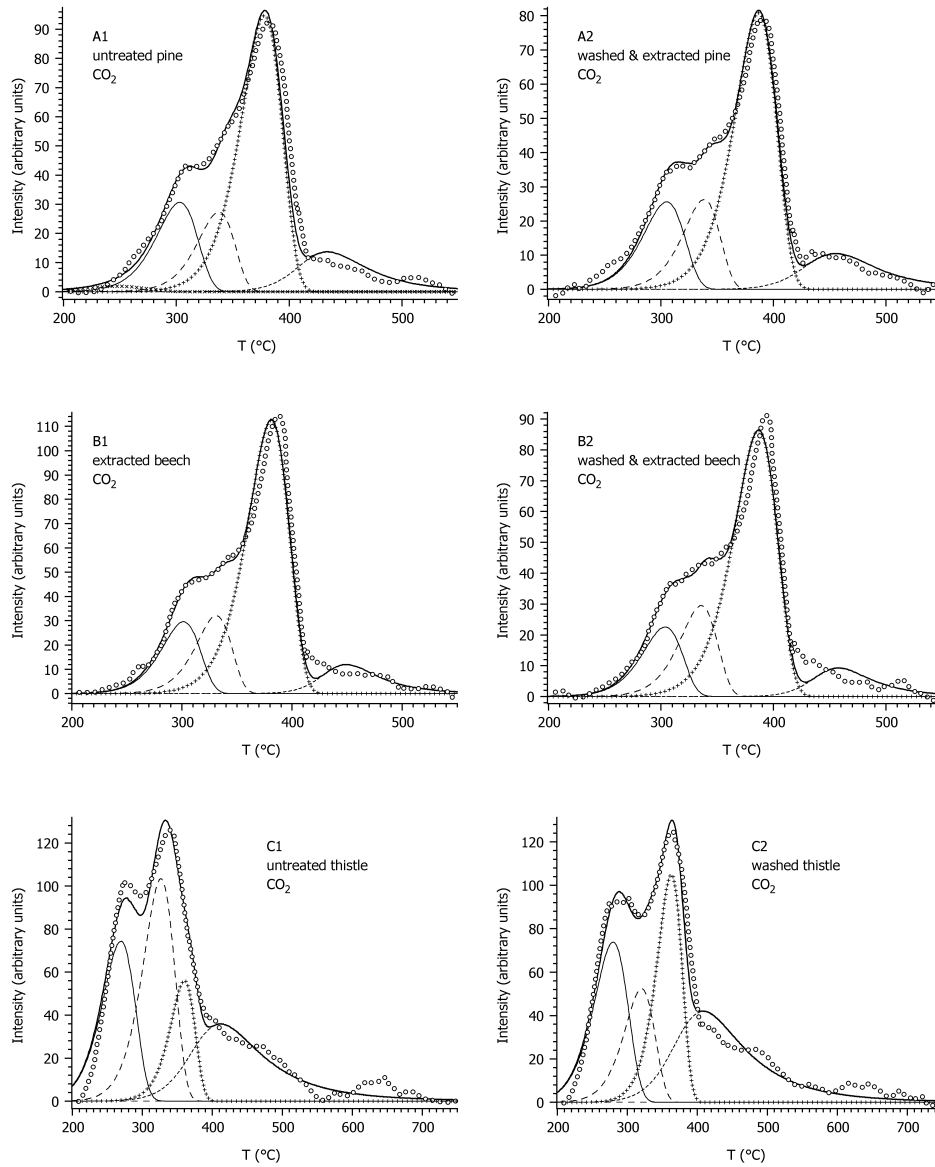 A1
untreated pine
CO2
Intensity (arbitrary units)
90
80
70
60
50
40
30
20
10
0
200 300 400 500
T (°C)
A2
washed & extracted pine
CO2
Intensity (arbitrary units)
80
70
60
50
40
30
20
10
0
200 300 400 500
T (°C)
B1
extracted beech
CO2
Intensity (arbitrary units)
110
100
90
80
70
60
50
40
30
20
10
0
200 300 400 500
T (°C)
B2
washed & extracted beech
CO2
Intensity (arbitrary units)
90
80
70
60
50
40
30
20
10
0
200 300 400 500
T (°C)
C1
untreated thistle
CO2
Intensity (arbitrary units)
120
100
80
60
40
20
0
200 300 400 500 600 700
T (°C)
C2
washed thistle
CO2
Intensity (arbitrary units)
120
100
80
60
40
20
0
200 300 400 500 600 700
T (°C)